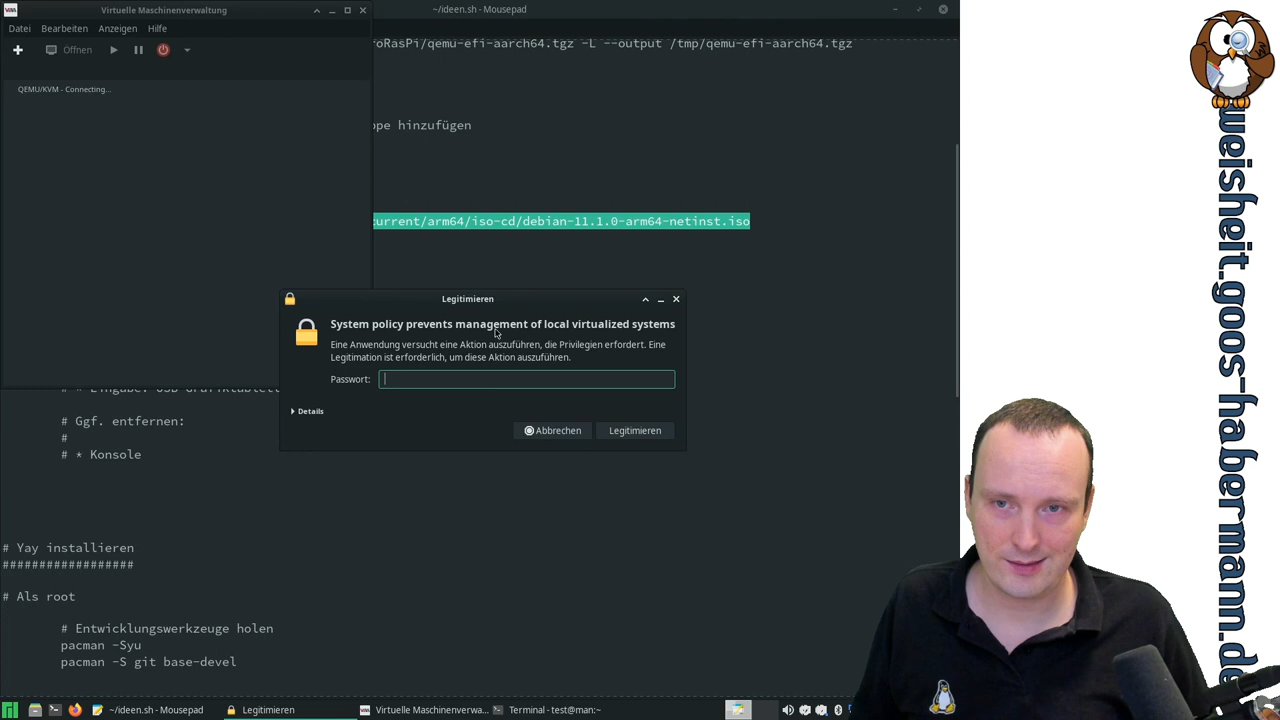 Virtuelle Maschinenverwaltung
~/ideen.sh - Mousepad
Datei Bearbeiten Anzeigen Hilfe
Öffnen
QEMU/KVM - Connecting...
roRasPi/qemu-efi-aarch64.tgz -L --output /tmp/qemu-efi-aarch64.tgz
ppe hinzufügen
current/arm64/iso-cd/debian-11.1.0-arm64-netinst.iso
Legitimieren
System policy prevents management of local virtualized systems
Eine Anwendung versucht eine Aktion auszuführen, die Privilegien erfordert. Eine
Legitimation ist erforderlich, um diese Aktion auszuführen.
Passwort:
Details
Abbrechen Legitimieren
# * Eingabe: USB-Grafiktablett
# Ggf. entfernen:
#
# * Konsole
# Yay installieren
##################
# Als root
# Entwicklungswerkzeuge holen
pacman -Syu
pacman -S git base-devel
~/ideen.sh - Mousepad
Legitimieren
Virtuelle Maschinenverwa...
Terminal - test@man:~
weisheit.goos-habermann.de